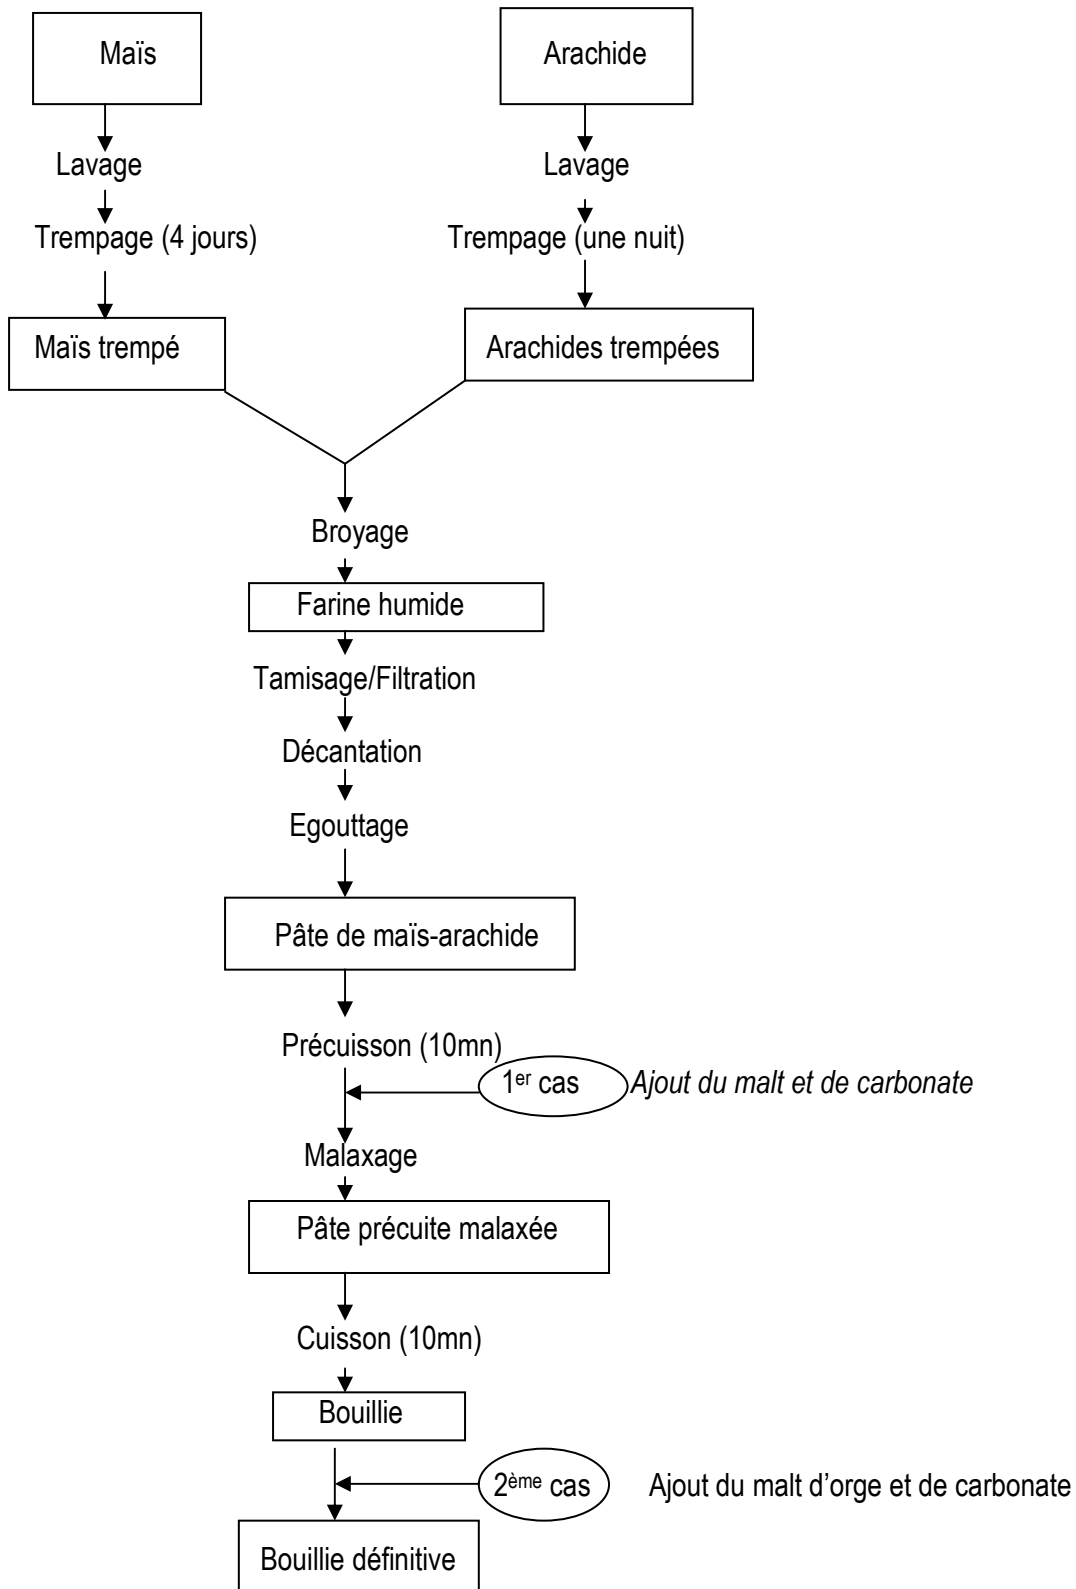 Maïs Arachide
Lavage Lavage
Trempage (4 jours) Trempage (une nuit)
Maïs trempé Arachides trempées
Broyage
Farine humide
Tamisage/Filtration
Décantation
Egouttage
Pâte de maïs-arachide
Précuisson (10mn)
1er cas Ajout du malt et de carbonate
Malaxage
Pâte précuite malaxée
Cuisson (10mn)
Bouillie
2ème cas Ajout du malt d'orge et de carbonate
Bouillie définitive